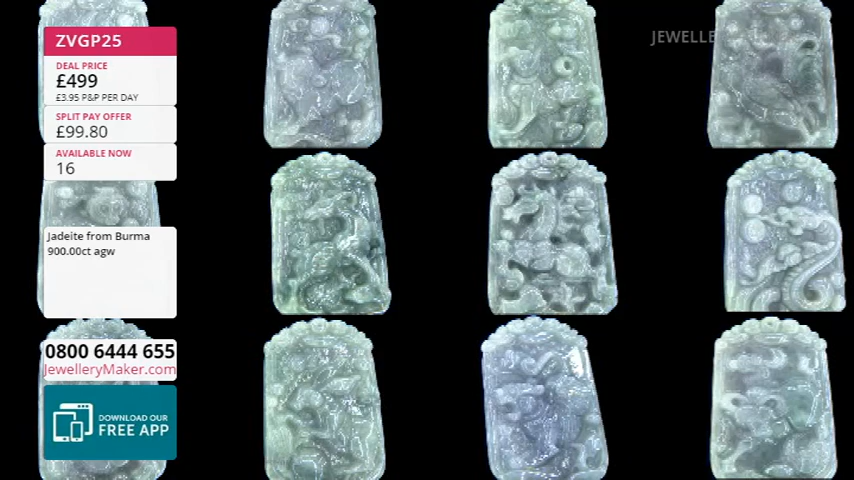 ZVGP25
DEAL PRICE
£499
£3.95 P&P PER DAY
SPLIT PAY OFFER
£99.80
AVAILABLE NOW
16
Jadeite from Burma
900.00ct agw
0800 6444 655
JewelleryMaker.com
DOWNLOAD OUR
FREE APP